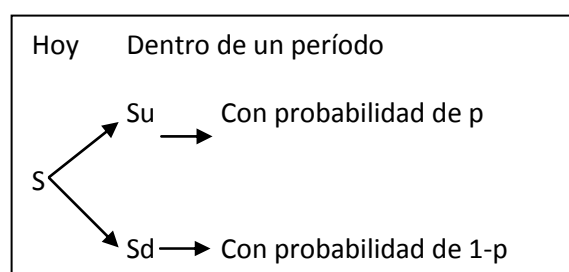 Hoy Dentro de un período
Su Con probabilidad de p
S
Sd Con probabilidad de 1-p